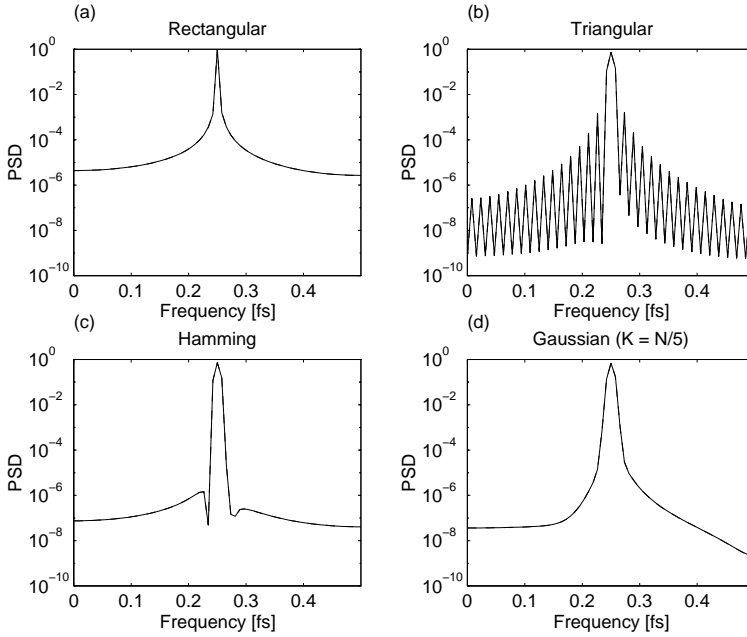 (a)
Rectangular
10^0
10^−2
10^−4
10^−6
10^−8
10^−10
PSD
0 0.1 0.2 0.3 0.4
Frequency [fs]
(b)
Triangular
10^0
10^−2
10^−4
10^−6
10^−8
10^−10
PSD
0 0.1 0.2 0.3 0.4
Frequency [fs]
(c)
Hamming
10^0
10^−2
10^−4
10^−6
10^−8
10^−10
PSD
0 0.1 0.2 0.3 0.4
Frequency [fs]
(d)
Gaussian (K = N/5)
10^0
10^−2
10^−4
10^−6
10^−8
10^−10
PSD
0 0.1 0.2 0.3 0.4
Frequency [fs]